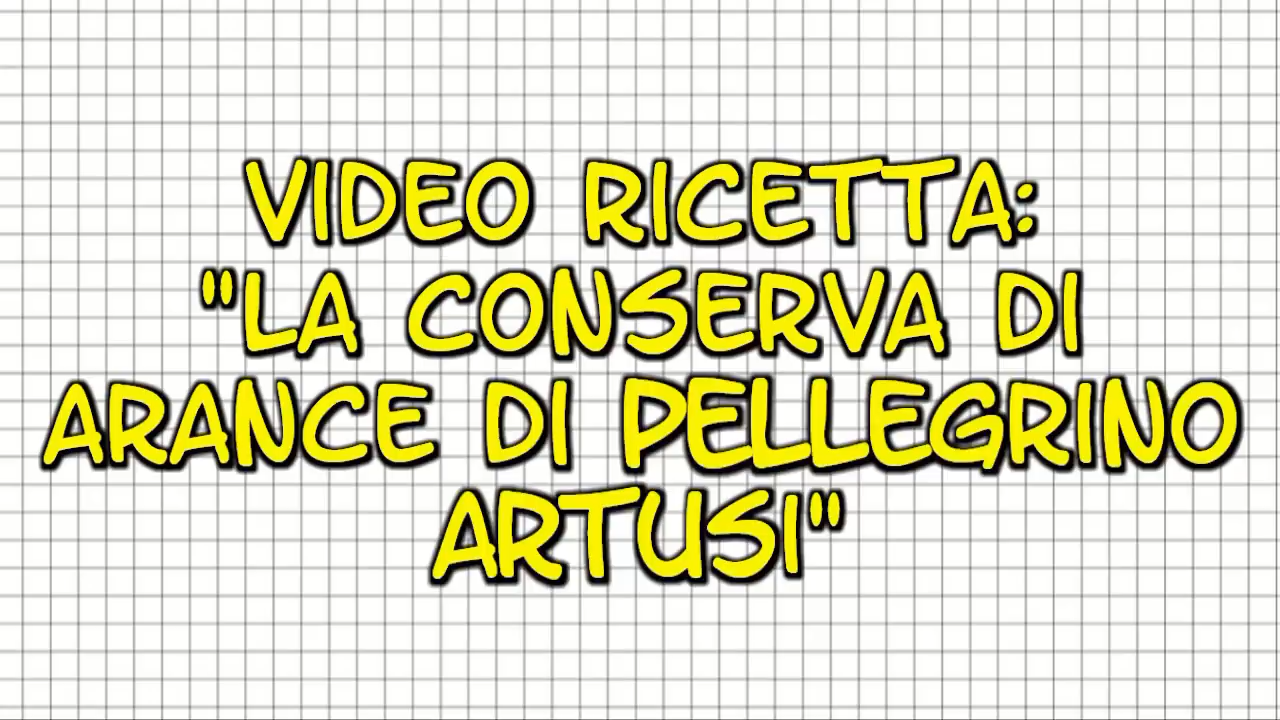 VIDEO RICETTA:
"LA CONSERVA DI
ARANCE DI PELLEGRINO
ARTUSI"